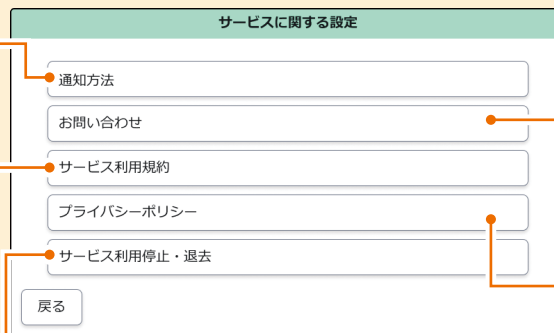 サービスに関する設定
通知方法
お問い合わせ
サービス利用規約
プライバシーポリシー
サービス利用停止・退去
戻る